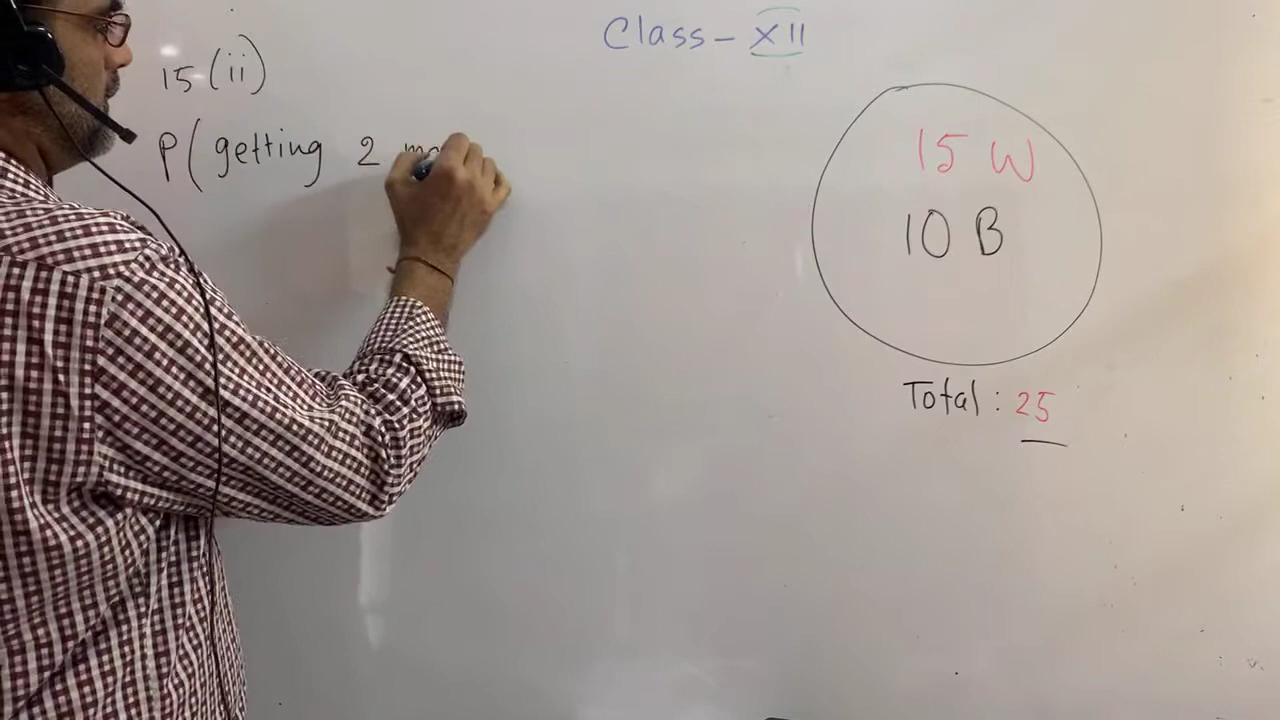 Class - XII
15 (ii)
P( getting 2
15 W
10 B
Total : 25